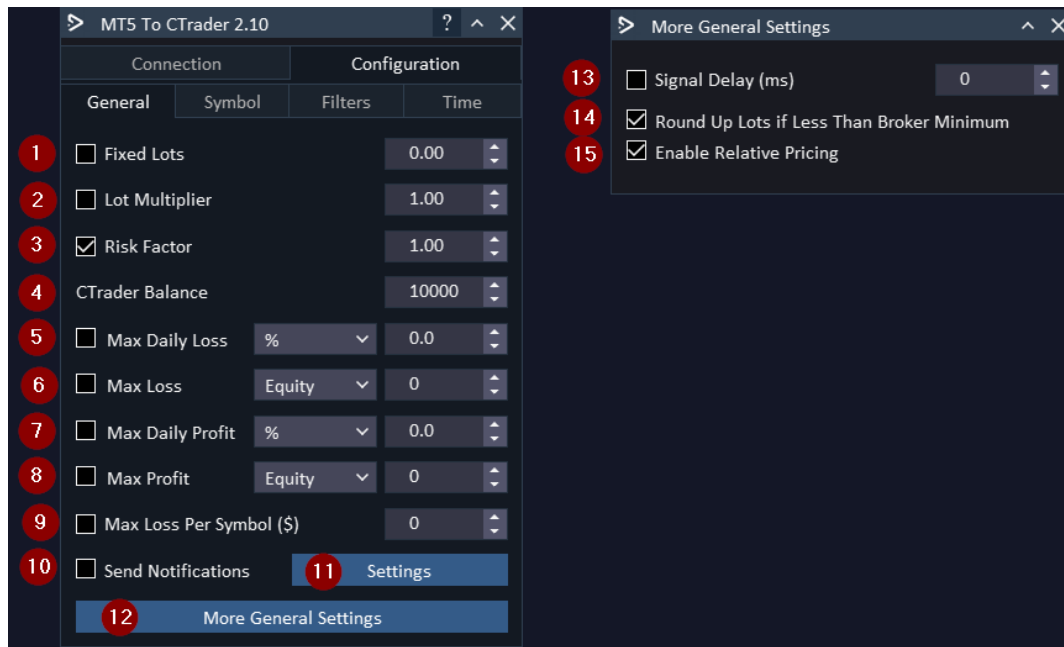 MT5 To CTrader 2.10 ?
Connection Configuration
General Symbol Filters Time
1 Fixed Lots 0.00
2 Lot Multiplier 1.00
3 Risk Factor 1.00
4 CTrader Balance 10000
5 Max Daily Loss % 0.0
6 Max Loss Equity 0
7 Max Daily Profit % 0.0
8 Max Profit Equity 0
9 Max Loss Per Symbol ($) 0
10 Send Notifications 11 Settings
12 More General Settings
More General Settings
13 Signal Delay (ms) 0
14 Round Up Lots if Less Than Broker Minimum
15 Enable Relative Pricing